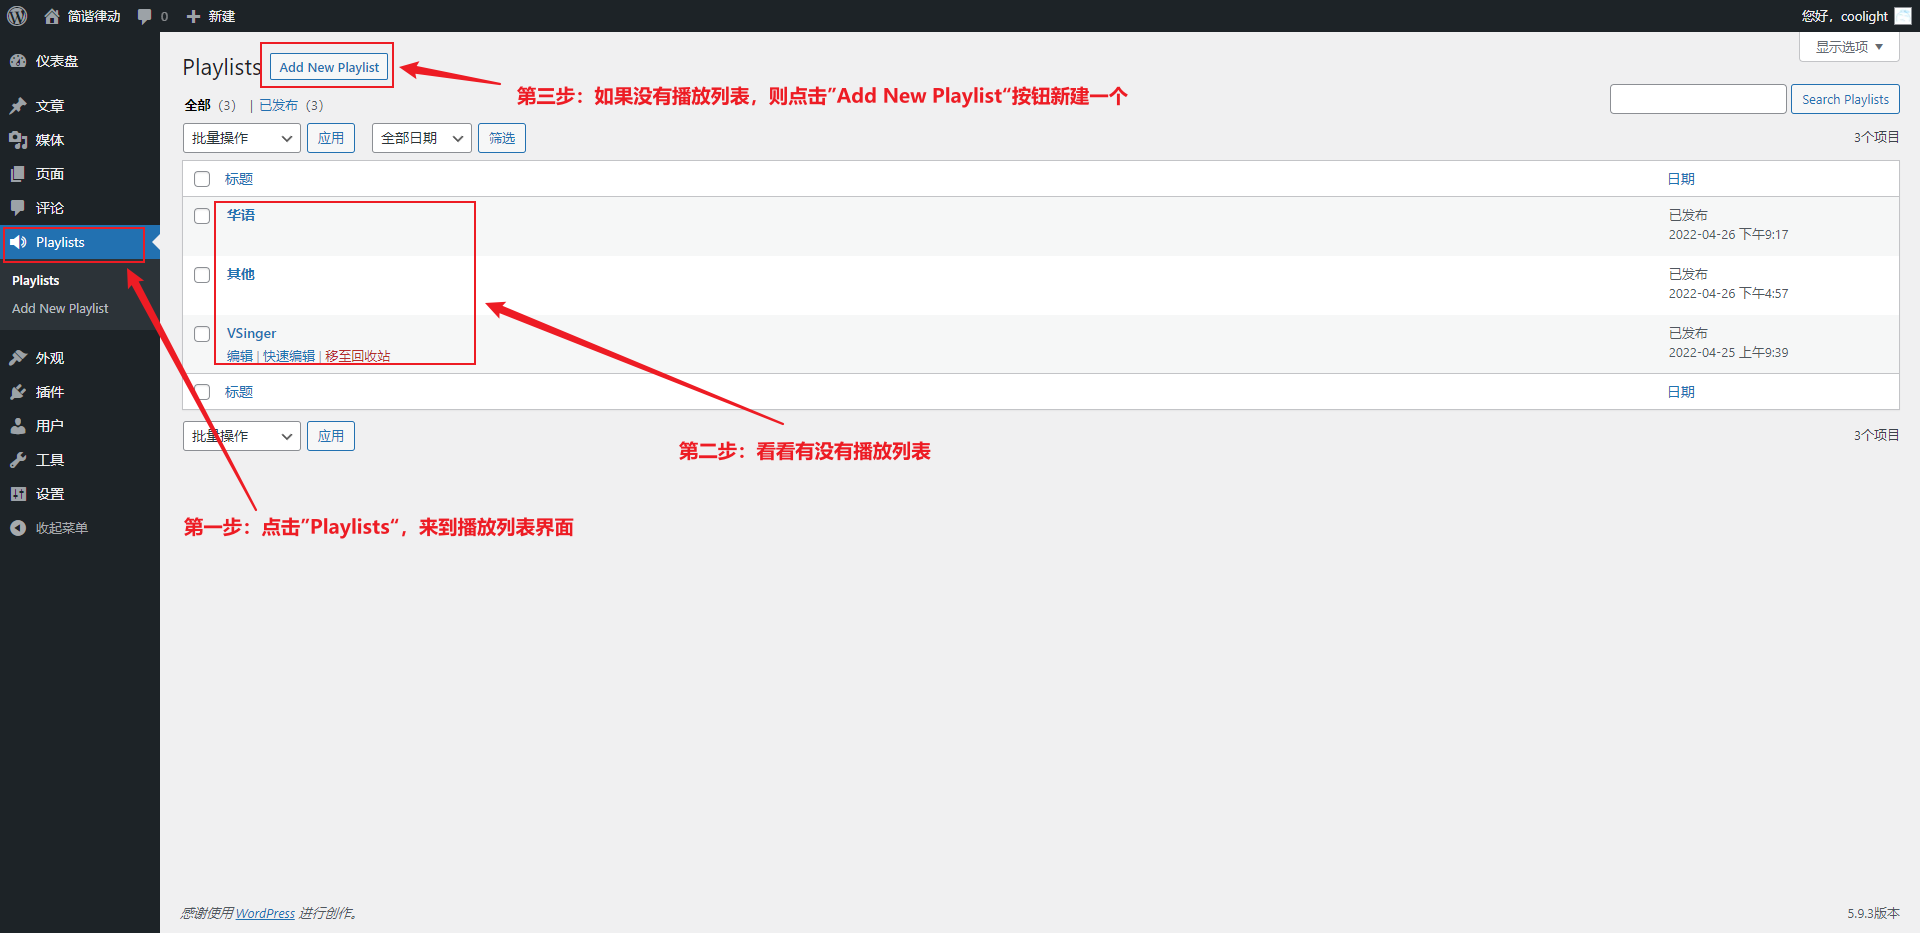 简谐律动
0
新建
您好，coolight
仪表盘
文章
媒体
页面
评论
Playlists
Playlists
Add New Playlist
外观
插件
用户
工具
设置
收起菜单
显示选项
Playlists
Add New Playlist
第三步：如果没有播放列表，则点击”Add New Playlist“按钮新建一个
全部（3） | 已发布（3）
Search Playlists
批量操作
应用
全部日期
筛选
3个项目
标题
日期
华语
已发布
2022-04-26 下午9:17
其他
已发布
2022-04-26 下午4:57
VSinger
已发布
编辑 | 快速编辑 | 移至回收站
2022-04-25 上午9:39
标题
日期
批量操作
应用
3个项目
第二步：看看有没有播放列表
第一步：点击”Playlists“，来到播放列表界面
感谢使用 WordPress 进行创作。
5.9.3版本